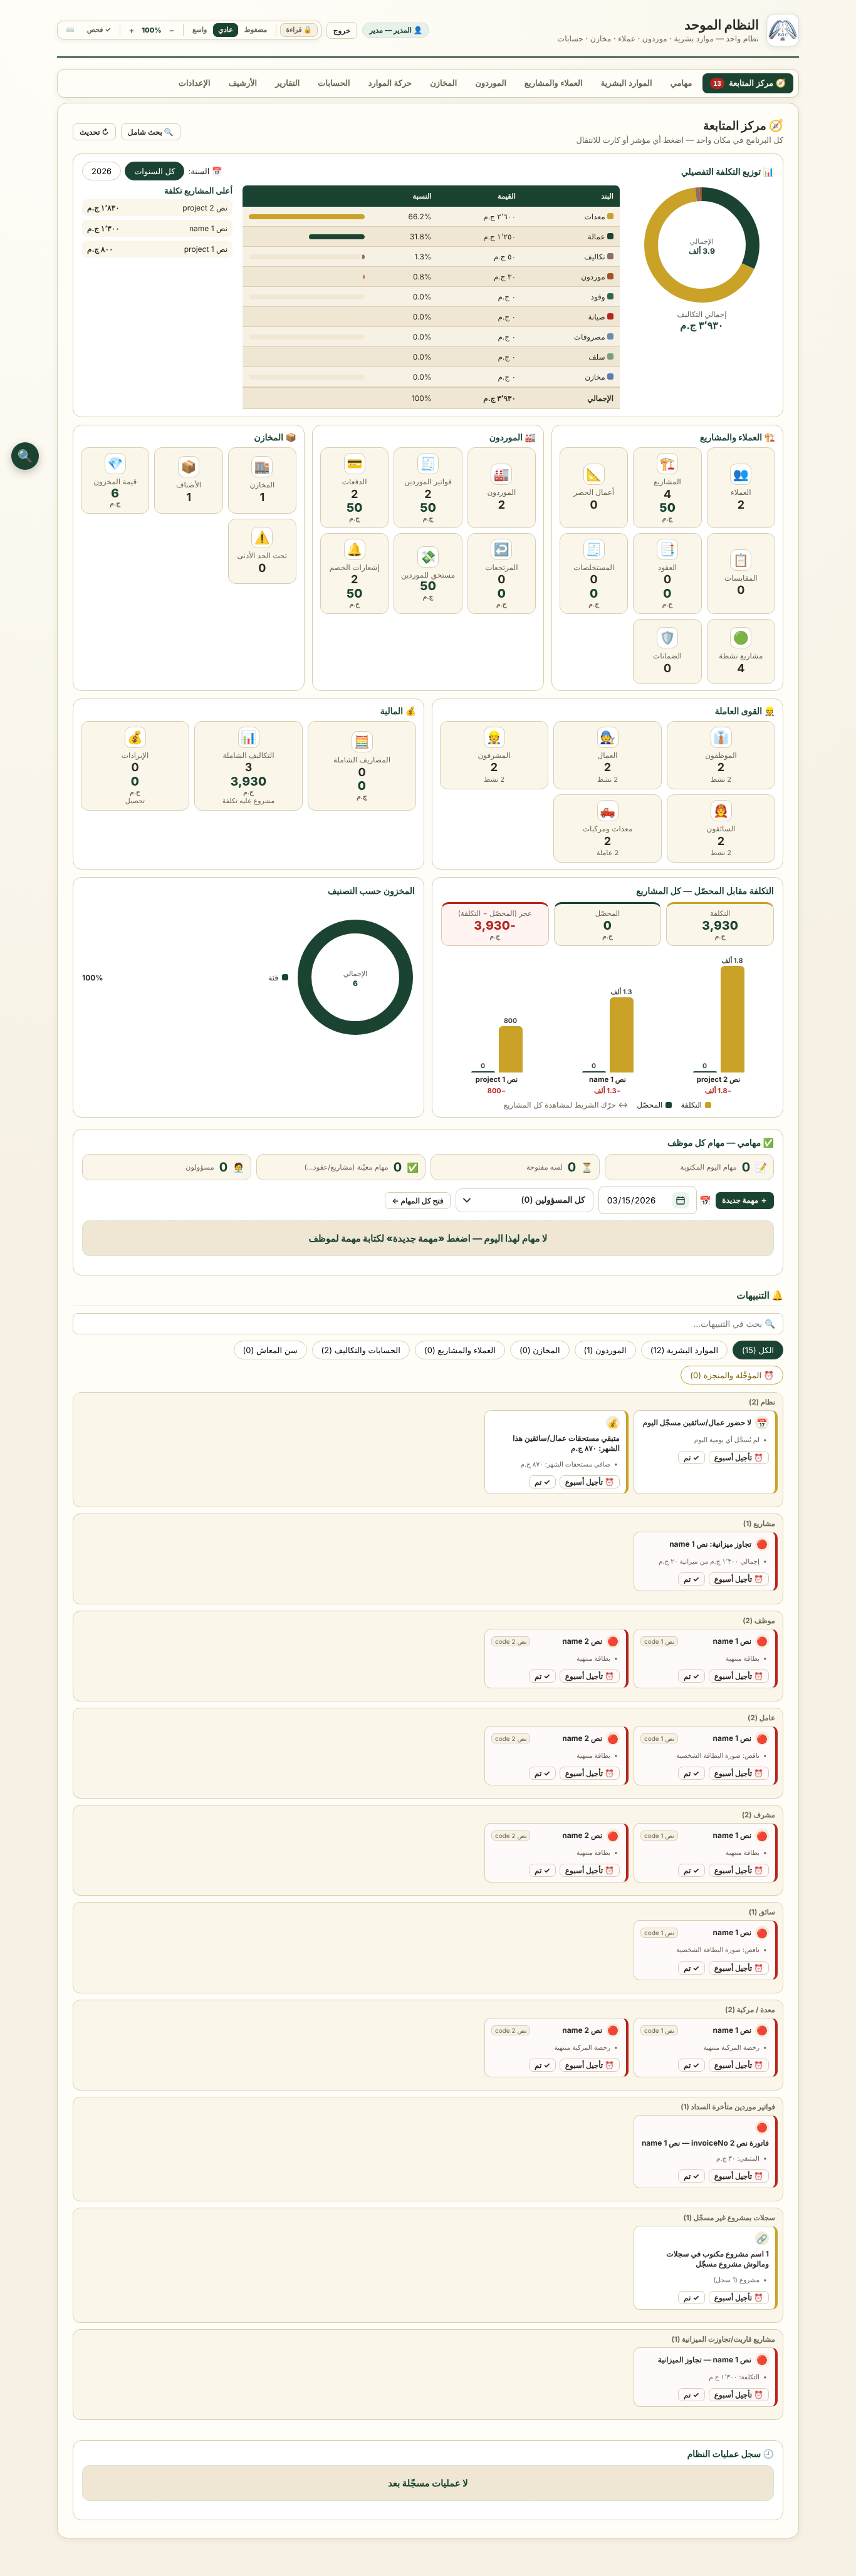 النظام الموحد
نظام واحد — موارد بشرية · موردون · عملاء · مخازن · حسابات
المدير — مدير
خروج
قراءة
مضغوط
عادي
واسع
− 100% +
✓ فحص
مركز المتابعة 13
مهامي
الموارد البشرية
العملاء والمشاريع
الموردون
المخازن
حركة الموارد
الحسابات
التقارير
الأرشيف
الإعدادات
مركز المتابعة
كل البرنامج في مكان واحد — اضغط أي مؤشر أو كارت للانتقال
بحث شامل
↻ تحديث
توزيع التكلفة التفصيلي
السنة:
كل السنوات
2026
الإجمالي
3.9 ألف
إجمالي التكاليف
٣٬٩٣٠ ج.م
البند القيمة النسبة
معدات ٢٬٦٠٠ ج.م 66.2%
عمالة ١٬٢٥٠ ج.م 31.8%
تكاليف ٥٠ ج.م 1.3%
موردون ٣٠ ج.م 0.8%
وقود ٠ ج.م 0.0%
صيانة ٠ ج.م 0.0%
مصروفات ٠ ج.م 0.0%
سلف ٠ ج.م 0.0%
مخازن ٠ ج.م 0.0%
الإجمالي ٣٬٩٣٠ ج.م 100%
أعلى المشاريع تكلفة
نص 2 project ١٬٨٣٠ ج.م
نص 1 name ١٬٣٠٠ ج.م
نص 1 project ٨٠٠ ج.م
العملاء والمشاريع
العملاء
2
المشاريع
4
50
ج.م
أعمال الحصر
0
المقايسات
0
العقود
0
0
ج.م
المستخلصات
0
0
ج.م
مشاريع نشطة
4
الضمانات
0
الموردون
الموردون
2
فواتير الموردين
2
50
ج.م
الدفعات
2
50
ج.م
المرتجعات
0
0
ج.م
مستحق للموردين
50
ج.م
إشعارات الخصم
2
50
ج.م
المخازن
المخازن
1
الأصناف
1
قيمة المخزون
6
ج.م
تحت الحد الأدنى
0
القوى العاملة
الموظفون
2
2 نشط
العمال
2
2 نشط
المشرفون
2
2 نشط
السائقون
2
2 نشط
معدات ومركبات
2
2 عاملة
المالية
المصاريف الشاملة
0
0
ج.م
التكاليف الشاملة
3
3,930
ج.م
مشروع عليه تكلفة
الإيرادات
0
0
ج.م
تحصيل
التكلفة مقابل المحصّل — كل المشاريع
التكلفة
3,930
ج.م
المحصّل
0
ج.م
عجز (المحصّل − التكلفة)
-3,930
ج.م
1.8 ألف
0
نص 2 project
−1.8 ألف
1.3 ألف
0
نص 1 name
−1.3 ألف
800
0
نص 1 project
−800
التكلفة
المحصّل
↔ حرّك الشريط لمشاهدة كل المشاريع
المخزون حسب التصنيف
الإجمالي
6
فئة 100%
مهامي — مهام كل موظف
0 مهام اليوم المكتوبة
0 لسه مفتوحة
0 مهام معيّنة (مشاريع/عقود...)
0 مسؤولون
+ مهمة جديدة
03/15/2026
كل المسؤولين (0)
فتح كل المهام ←
لا مهام لهذا اليوم — اضغط «مهمة جديدة» لكتابة مهمة لموظف
التنبيهات
بحث في التنبيهات...
الكل (15)
الموارد البشرية (12)
الموردون (1)
المخازن (0)
العملاء والمشاريع (0)
الحسابات والتكاليف (2)
سن المعاش (0)
المؤجّلة والمنجزة (0)
نظام (2)
لا حضور عمال/سائقين مسجّل اليوم
• لم يُسجّل أي يومية اليوم
تأجيل أسبوع ✓ تم
متبقي مستحقات عمال/سائقين هذا الشهر: ٨٧٠ ج.م
• صافي مستحقات الشهر: ٨٧٠ ج.م
تأجيل أسبوع ✓ تم
مشاريع (1)
تجاوز ميزانية: نص 1 name
• إجمالي ١٬٣٠٠ ج.م من ميزانية ٢٠ ج.م
تأجيل أسبوع ✓ تم
موظف (2)
نص 1 name نص 1 code
• بطاقة منتهية
تأجيل أسبوع ✓ تم
نص 2 name نص 2 code
• بطاقة منتهية
تأجيل أسبوع ✓ تم
عامل (2)
نص 1 name نص 1 code
• ناقص: صورة البطاقة الشخصية
تأجيل أسبوع ✓ تم
نص 2 name نص 2 code
• بطاقة منتهية
تأجيل أسبوع ✓ تم
مشرف (2)
نص 1 name نص 1 code
• بطاقة منتهية
تأجيل أسبوع ✓ تم
نص 2 name نص 2 code
• بطاقة منتهية
تأجيل أسبوع ✓ تم
سائق (1)
نص 1 name نص 1 code
• ناقص: صورة البطاقة الشخصية
تأجيل أسبوع ✓ تم
معدة / مركبة (2)
نص 1 name نص 1 code
• رخصة المركبة منتهية
تأجيل أسبوع ✓ تم
نص 2 name نص 2 code
• رخصة المركبة منتهية
تأجيل أسبوع ✓ تم
فواتير موردين متأخرة السداد (1)
فاتورة نص 2 invoiceNo — نص 1 name
• المتبقي: ٣٠ ج.م
تأجيل أسبوع ✓ تم
سجلات بمشروع غير مسجّل (1)
1 اسم مشروع مكتوب في سجلات ومالوش مشروع مسجّل
• مشروع (1 سجل)
تأجيل أسبوع ✓ تم
مشاريع قاربت/تجاوزت الميزانية (1)
نص 1 name — تجاوز الميزانية
• التكلفة: ١٬٣٠٠ ج.م
تأجيل أسبوع ✓ تم
سجل عمليات النظام
لا عمليات مسجّلة بعد